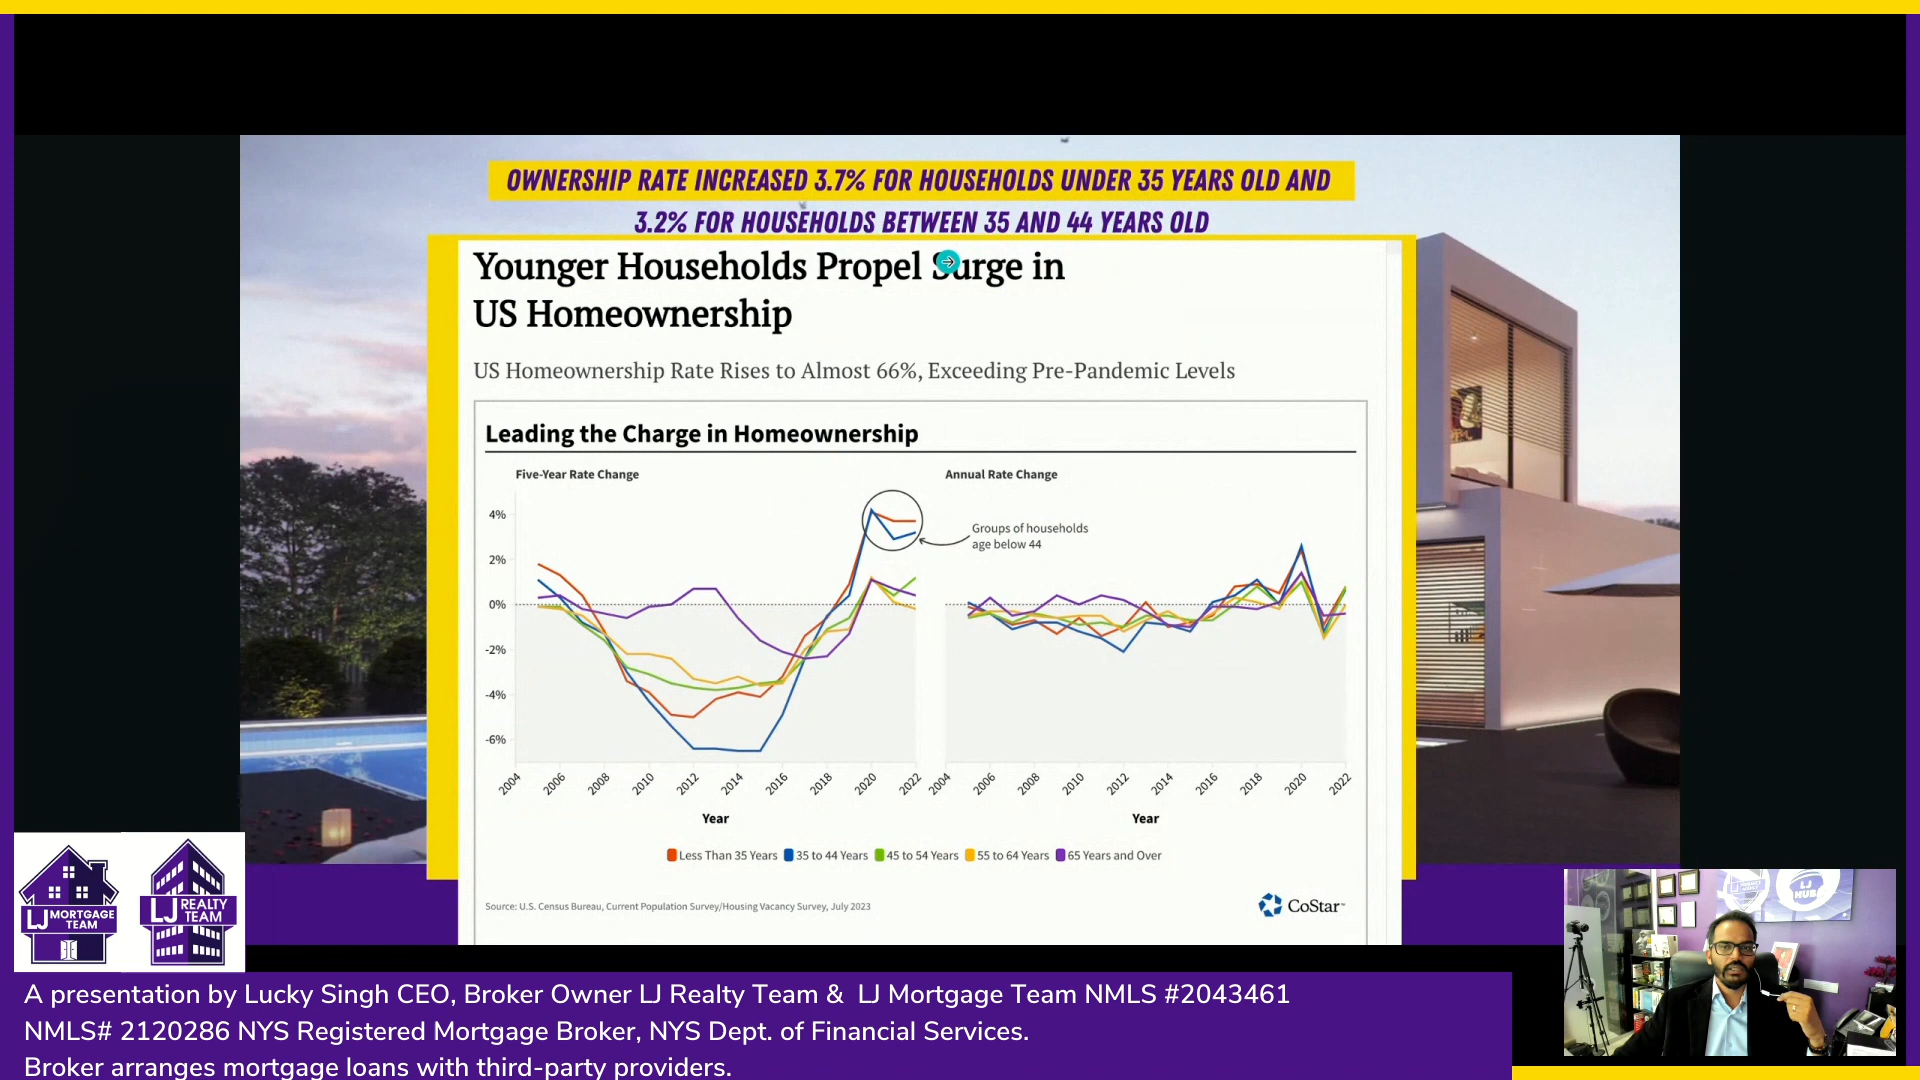 OWNERSHIP RATE INCREASED 3.7% FOR HOUSEHOLDS UNDER 35 YEARS OLD AND
3.2% FOR HOUSEHOLDS BETWEEN 35 AND 44 YEARS OLD
Younger Households Propel Surge in
US Homeownership
US Homeownership Rate Rises to Almost 66%, Exceeding Pre-Pandemic Levels
Leading the Charge in Homeownership
Five-Year Rate Change
Annual Rate Change
4%
2%
0%
-2%
-4%
-6%
Groups of households
age below 44
2004 2006 2008 2010 2012 2014 2016 2018 2020 2022
2004 2006 2008 2010 2012 2014 2016 2018 2020 2022
Year
Year
Less Than 35 Years 35 to 44 Years 45 to 54 Years 55 to 64 Years 65 Years and Over
Source: U.S. Census Bureau, Current Population Survey/Housing Vacancy Survey, July 2023
CoStar™
LJ MORTGAGE TEAM
LJ REALTY TEAM
LJ HUB
A presentation by Lucky Singh CEO, Broker Owner LJ Realty Team & LJ Mortgage Team NMLS #2043461
NMLS# 2120286 NYS Registered Mortgage Broker, NYS Dept. of Financial Services.
Broker arranges mortgage loans with third-party providers.